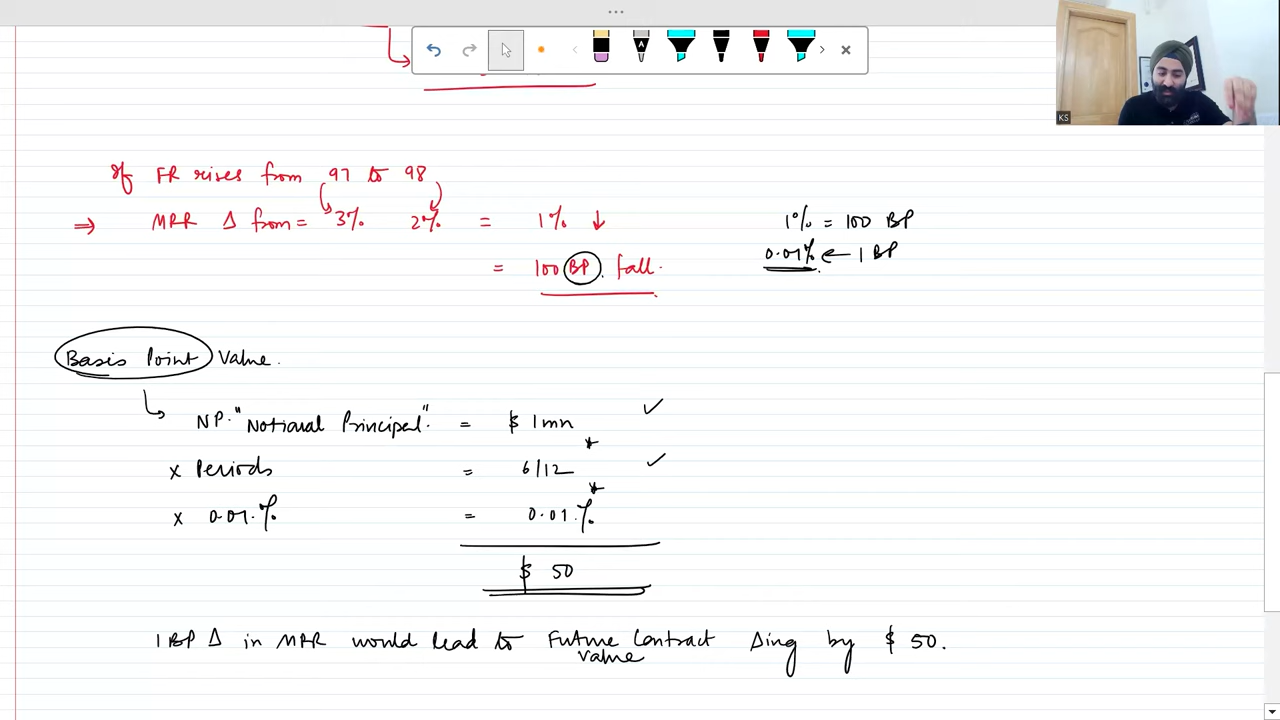 KS
If FR rises from 97 to 98
⇒ MRR Δ from = 3% 2% = 1% ↓
1% = 100 BP
= 100 BP. fall.
0.01% ← 1 BP
Basis Point Value.
NP. "Notional Principal". = $ 1mn ✓
x Periods = 6/12 * ✓
x 0.01.% = 0.01.% *
$ 50
1 BP Δ in MRR would lead to Future Contract Δing by $ 50.
value